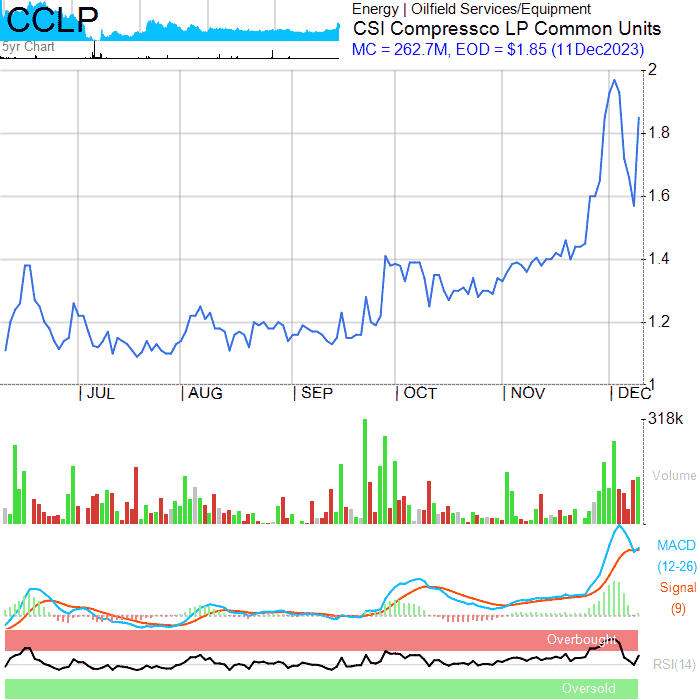 CCLP
5yr Chart
Energy | Oilfield Services/Equipment
CSI Compressco LP Common Units
MC = 262.7M, EOD = $1.85 (11Dec2023)
2
1.8
1.6
1.4
1.2
1
| JUL
| AUG
| SEP
| OCT
| NOV
| DEC
318k
Volume
MACD
(12-26)
Signal
(9)
Overbought
RSI(14)
Oversold